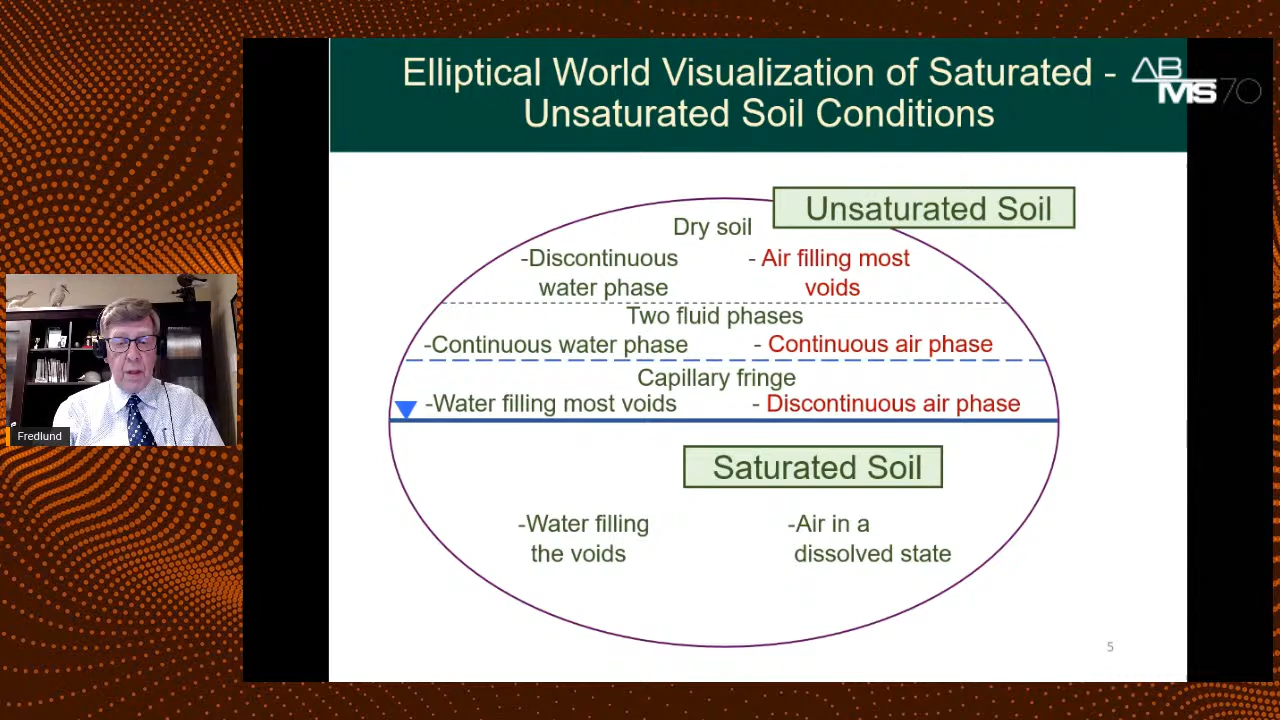 Elliptical World Visualization of Saturated -
Unsaturated Soil Conditions
ABMS70
Unsaturated Soil
Dry soil
-Discontinuous water phase
- Air filling most voids
Two fluid phases
-Continuous water phase - Continuous air phase
Capillary fringe
-Water filling most voids - Discontinuous air phase
Saturated Soil
-Water filling the voids
-Air in a dissolved state
5
Fredlund